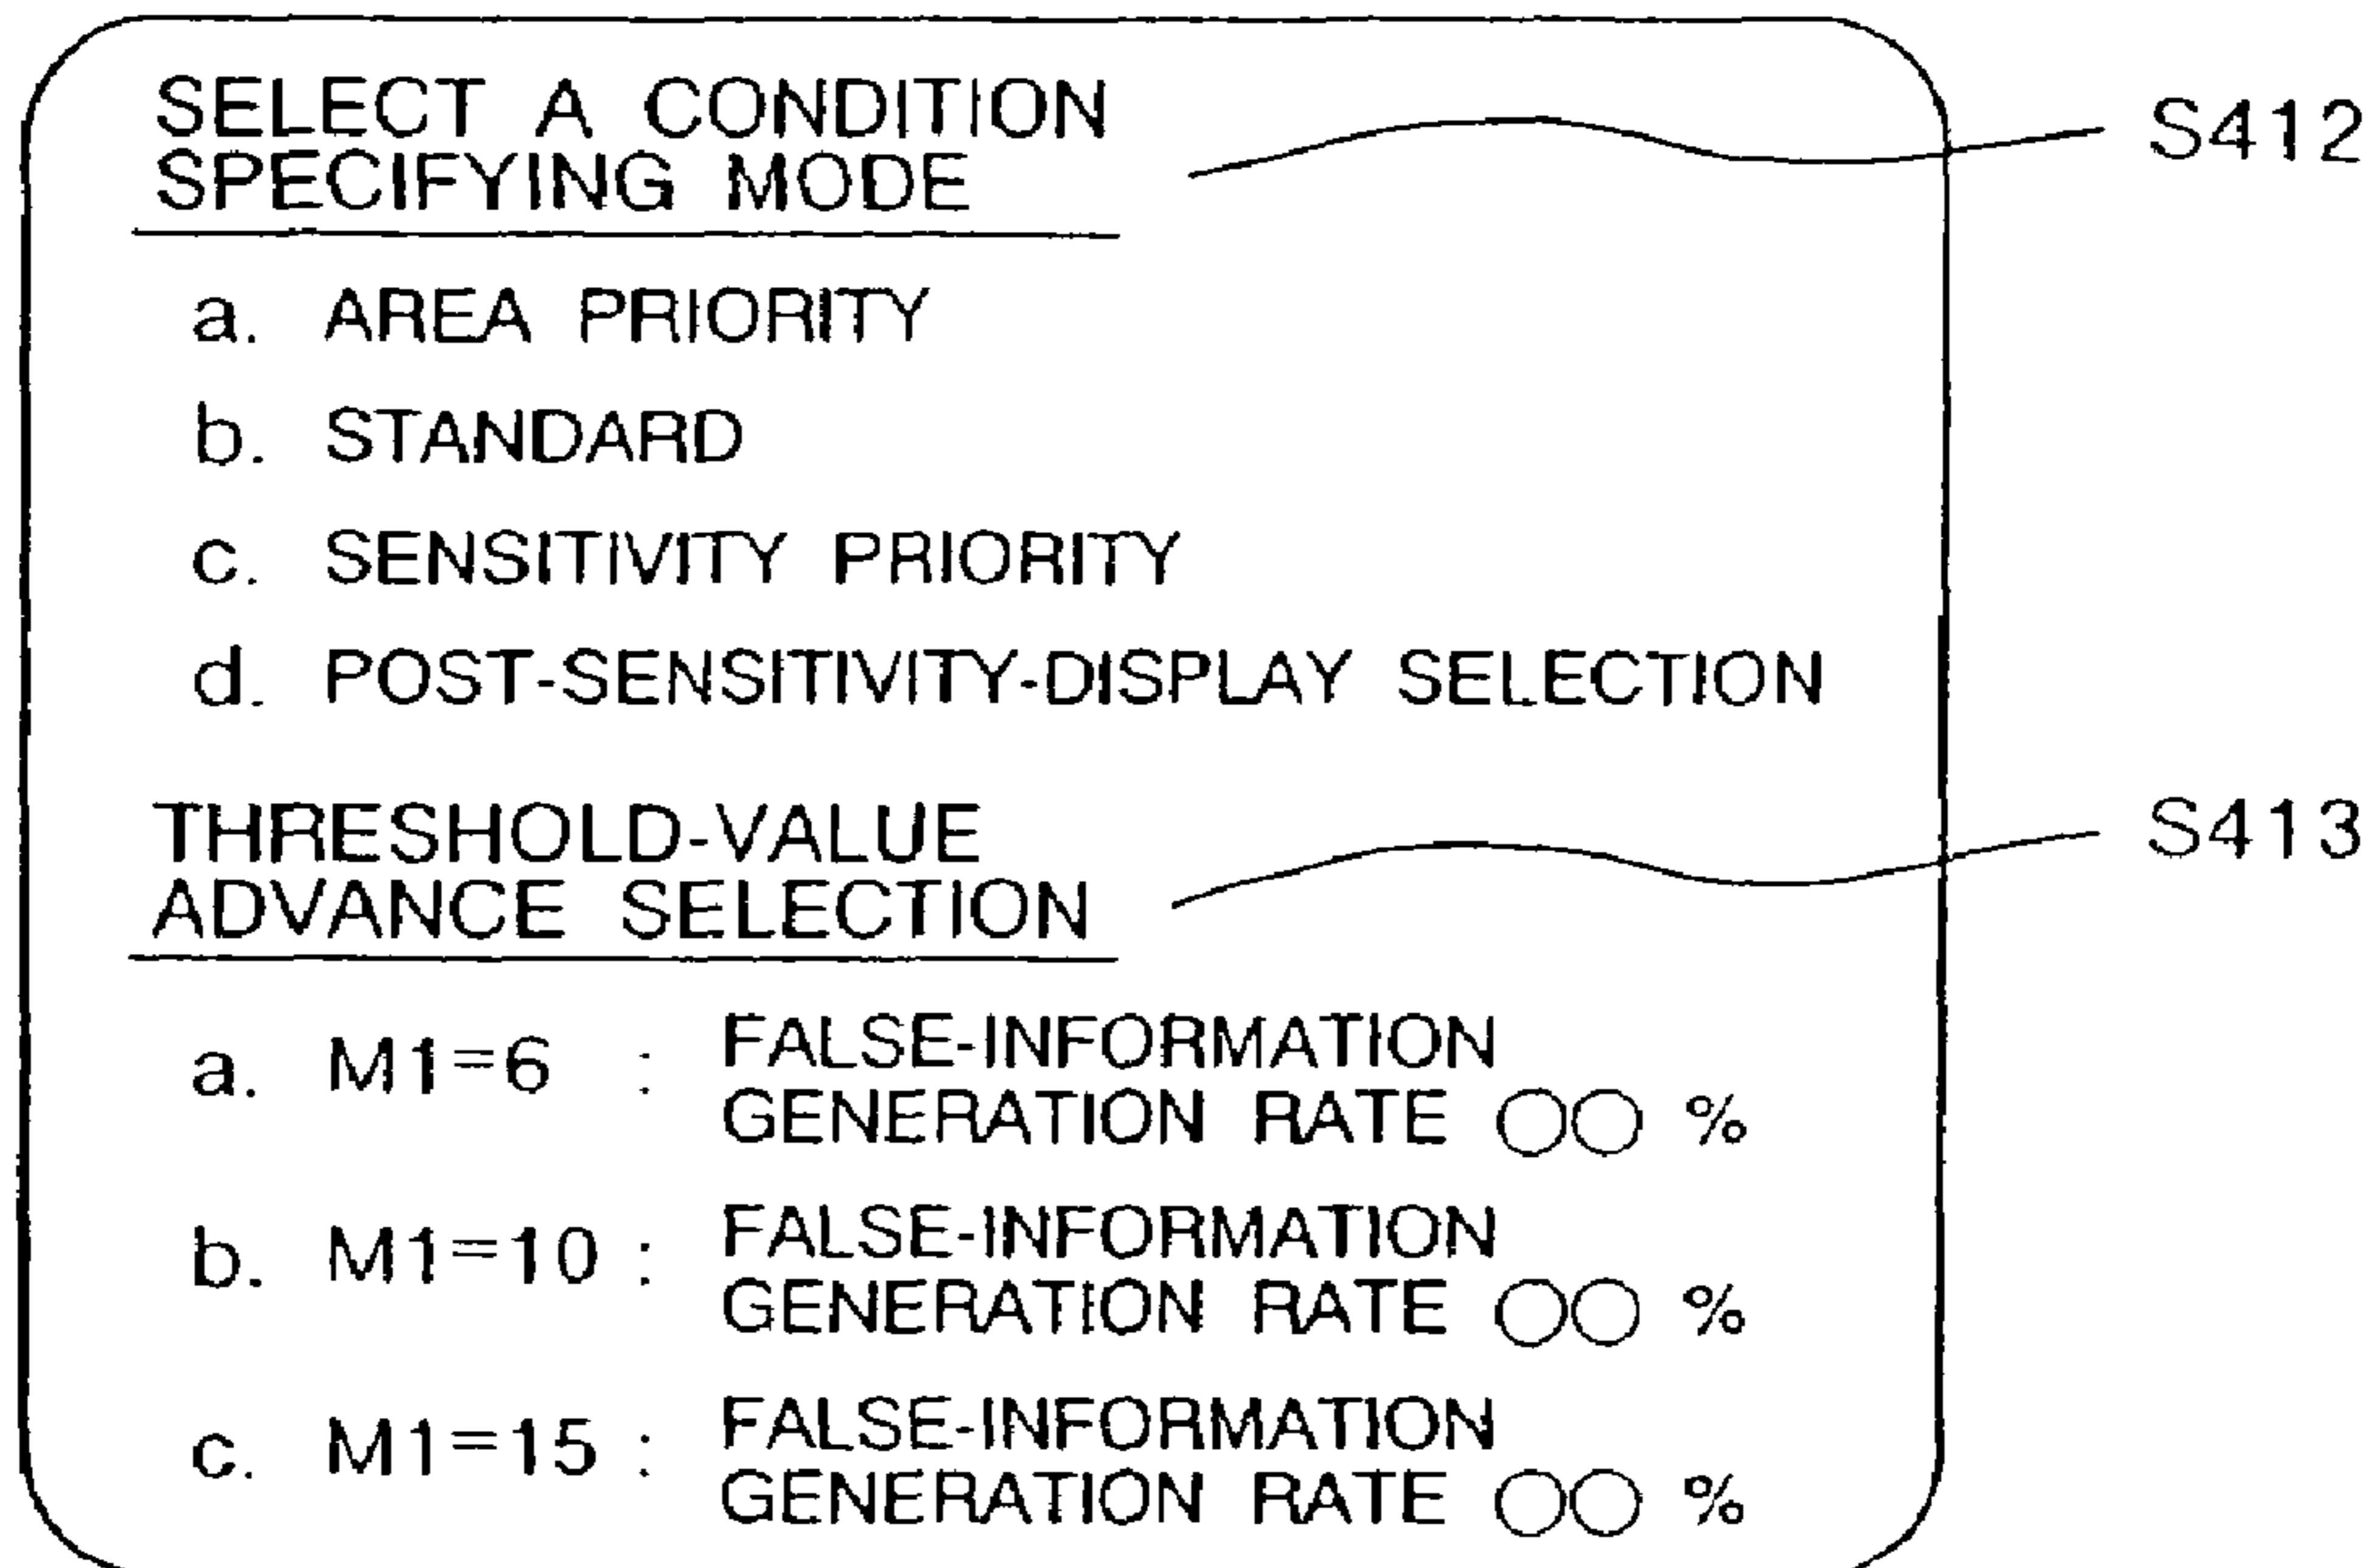 SELECT A CONDITION
SPECIFYING MODE
S412
a. AREA PRIORITY
b. STANDARD
c. SENSITIVITY PRIORITY
d. POST-SENSITIVITY-DISPLAY SELECTION
THRESHOLD-VALUE
ADVANCE SELECTION
S413
a. M1=6 : FALSE-INFORMATION
GENERATION RATE ○○ %
b. M1=10 : FALSE-INFORMATION
GENERATION RATE ○○ %
c. M1=15 : FALSE-INFORMATION
GENERATION RATE ○○ %